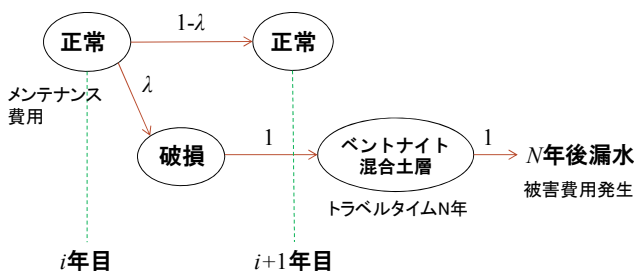 正常
1-λ
正常
メンテナンス
費用
λ
破損
1
ベントナイト
混合土層
1
N年後漏水
被害費用発生
トラベルタイムN年
i年目
i+1年目